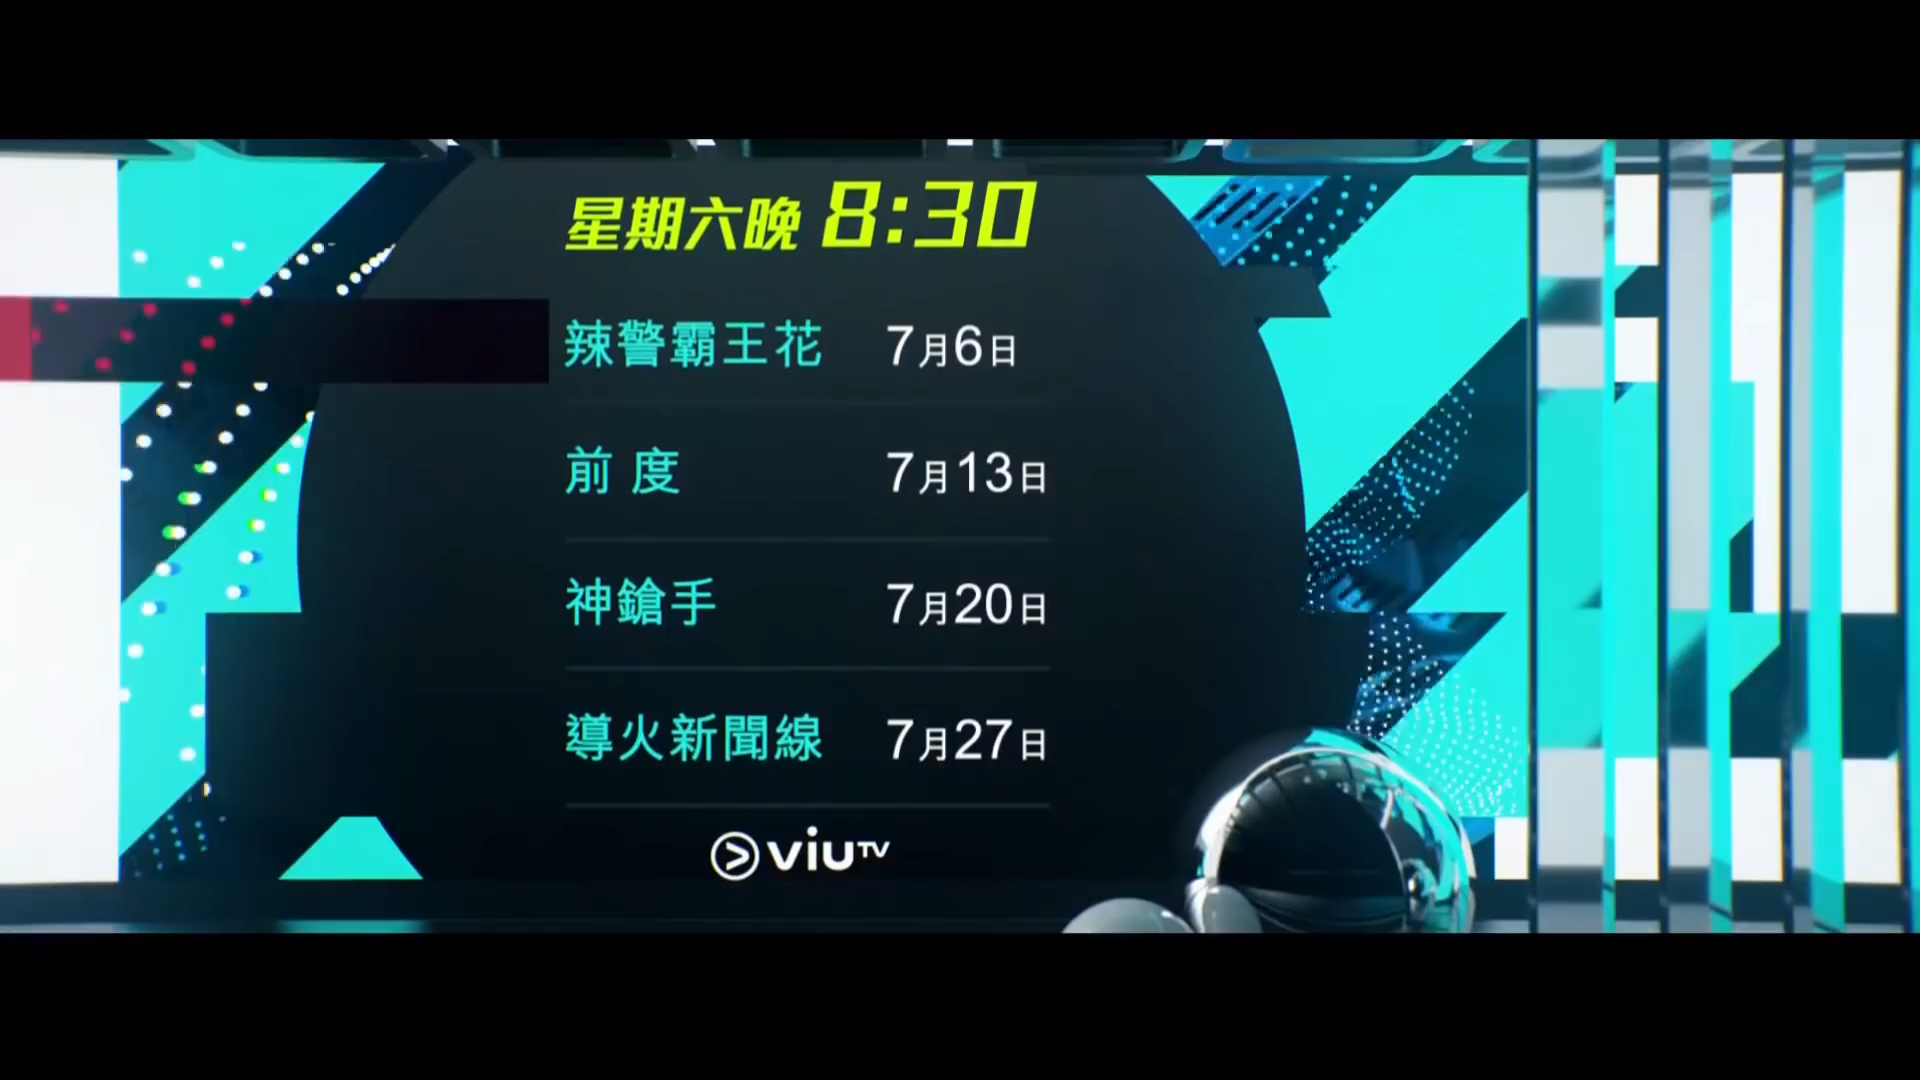 星期六晚 8:30
辣警霸王花 7月6日
前度 7月13日
神鎗手 7月20日
導火新聞線 7月27日
viuTV